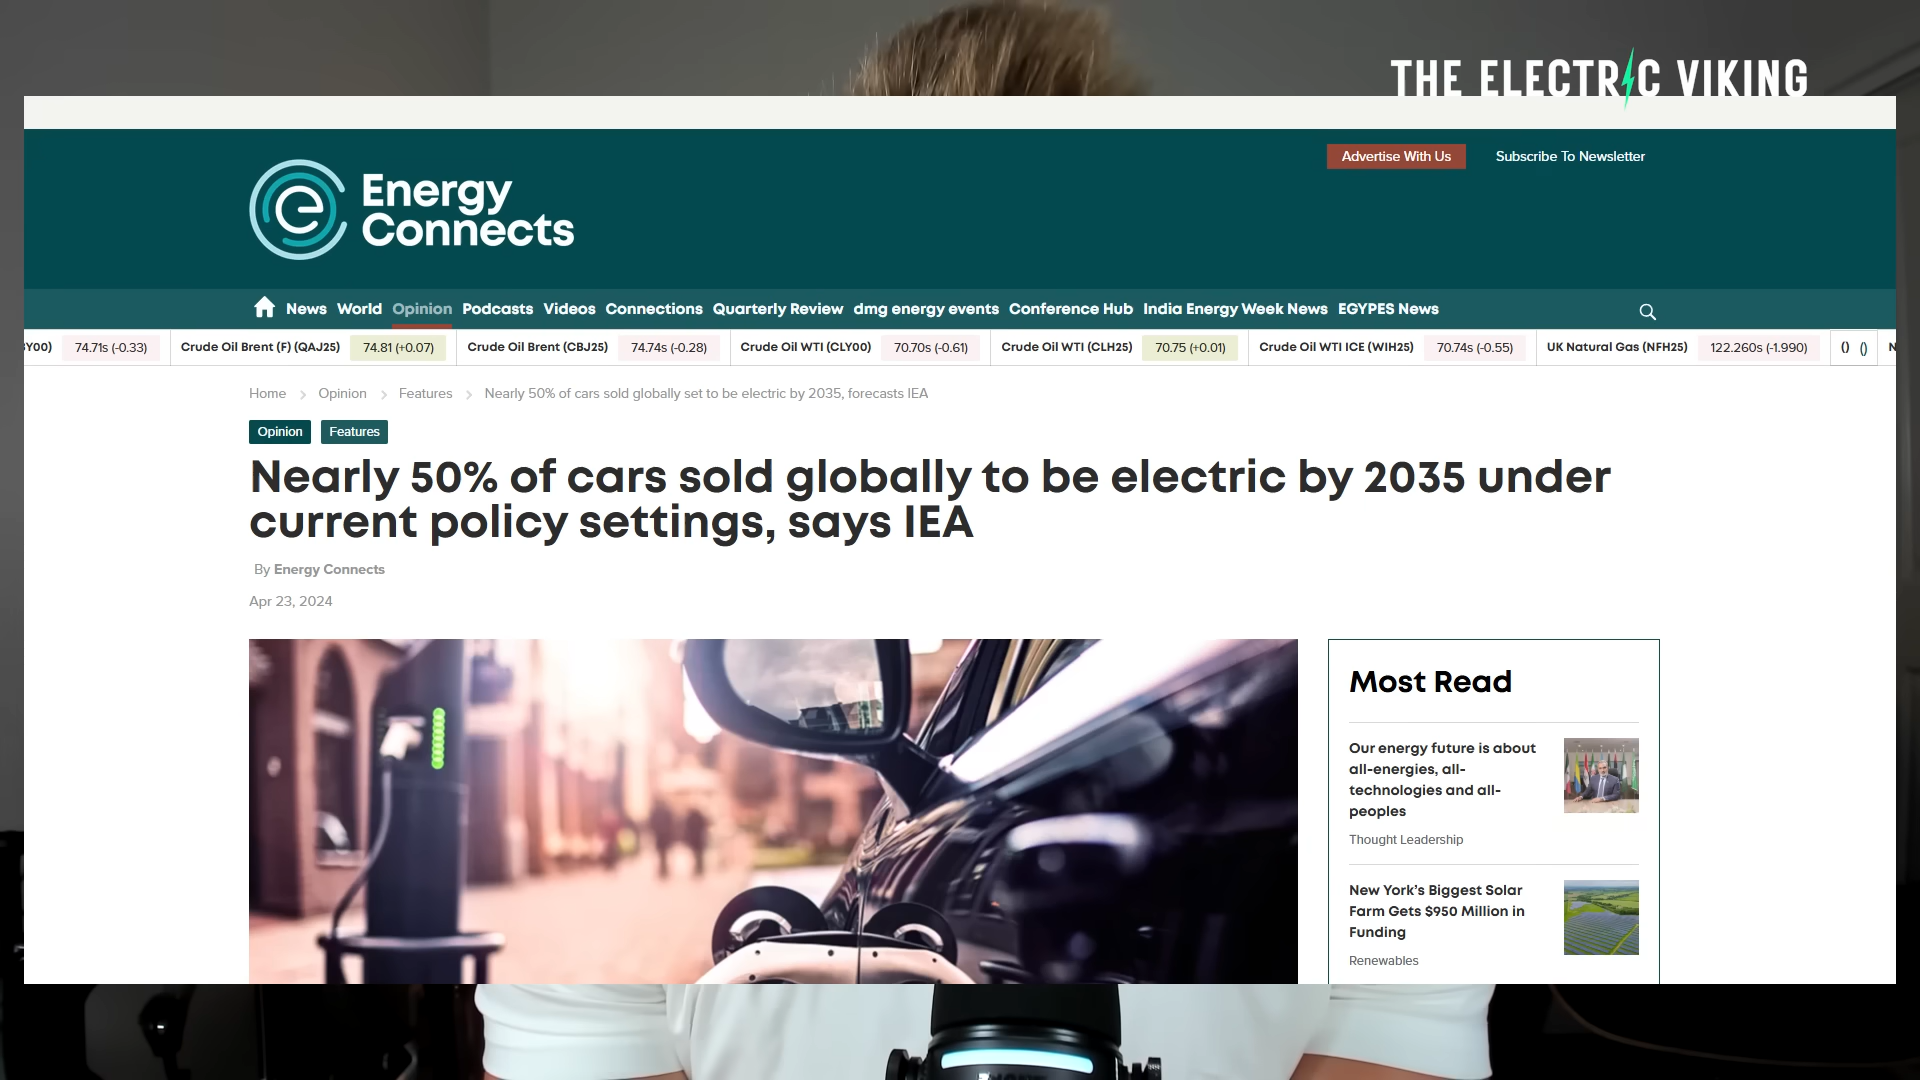 THE ELECTRIC VIKING
Advertise With Us
Subscribe To Newsletter
Energy
Connects
News World Opinion Podcasts Videos Connections Quarterly Review dmg energy events Conference Hub India Energy Week News EGYPES News
Y00) 74.71s (-0.33) Crude Oil Brent (F) (QAJ25) 74.81 (+0.07) Crude Oil Brent (CBJ25) 74.74s (-0.28) Crude Oil WTI (CLY00) 70.70s (-0.61) Crude Oil WTI (CLH25) 70.75 (+0.01) Crude Oil WTI ICE (WIH25) 70.74s (-0.55) UK Natural Gas (NFH25) 122.260s (-1.990) () () N
Home > Opinion > Features > Nearly 50% of cars sold globally set to be electric by 2035, forecasts IEA
Opinion
Features
Nearly 50% of cars sold globally to be electric by 2035 under
current policy settings, says IEA
By Energy Connects
Apr 23, 2024
Most Read
Our energy future is about
all-energies, all-
technologies and all-
peoples
Thought Leadership
New York's Biggest Solar
Farm Gets $950 Million in
Funding
Renewables